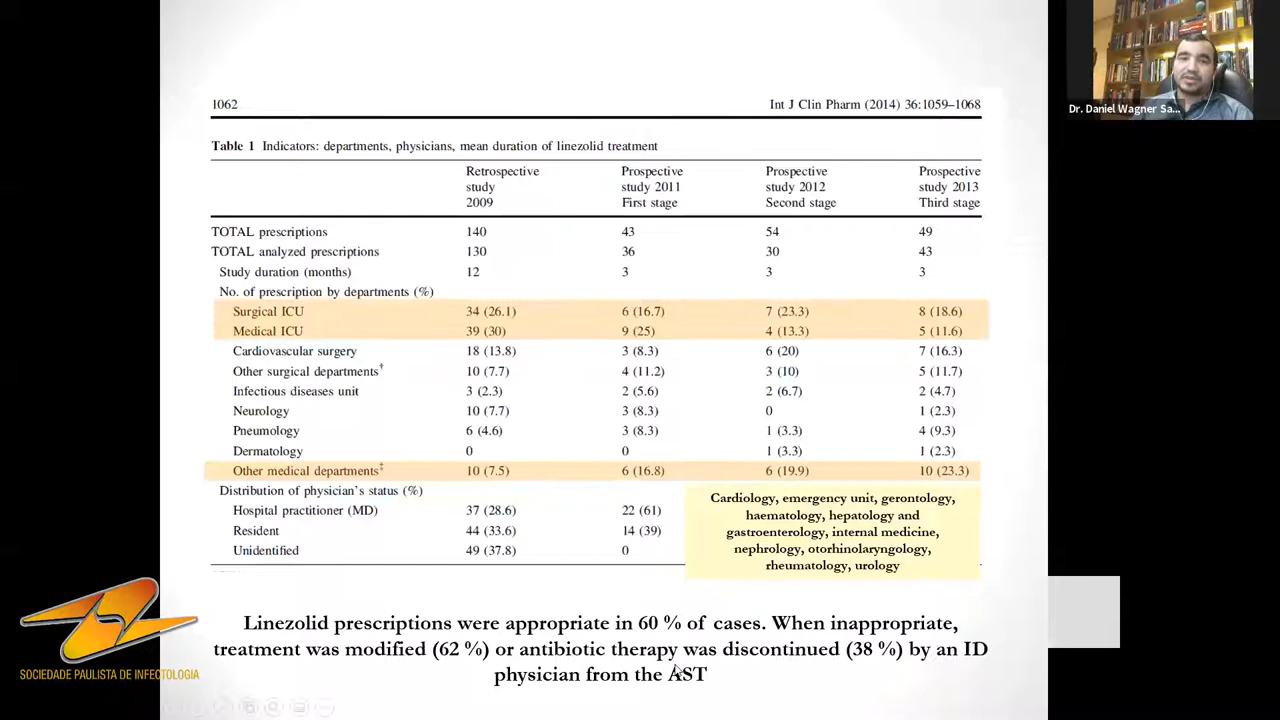 1062 Int J Clin Pharm (2014) 36:1059–1068
Dr. Daniel Wagner Sa...
Table 1 Indicators: departments, physicians, mean duration of linezolid treatment
Retrospective study 2009 Prospective study 2011 First stage Prospective study 2012 Second stage Prospective study 2013 Third stage
TOTAL prescriptions 140 43 54 49
TOTAL analyzed prescriptions 130 36 30 43
Study duration (months) 12 3 3 3
No. of prescription by departments (%)
Surgical ICU 34 (26.1) 6 (16.7) 7 (23.3) 8 (18.6)
Medical ICU 39 (30) 9 (25) 4 (13.3) 5 (11.6)
Cardiovascular surgery 18 (13.8) 3 (8.3) 6 (20) 7 (16.3)
Other surgical departments† 10 (7.7) 4 (11.2) 3 (10) 5 (11.7)
Infectious diseases unit 3 (2.3) 2 (5.6) 2 (6.7) 2 (4.7)
Neurology 10 (7.7) 3 (8.3) 0 1 (2.3)
Pneumology 6 (4.6) 3 (8.3) 1 (3.3) 4 (9.3)
Dermatology 0 0 1 (3.3) 1 (2.3)
Other medical departments‡ 10 (7.5) 6 (16.8) 6 (19.9) 10 (23.3)
Distribution of physician's status (%)
Hospital practitioner (MD) 37 (28.6) 22 (61)
Resident 44 (33.6) 14 (39)
Unidentified 49 (37.8) 0
Cardiology, emergency unit, gerontology,
haematology, hepatology and
gastroenterology, internal medicine,
nephrology, otorhinolaryngology,
rheumatology, urology
Linezolid prescriptions were appropriate in 60 % of cases. When inappropriate,
treatment was modified (62 %) or antibiotic therapy was discontinued (38 %) by an ID
physician from the AST
SOCIEDADE PAULISTA DE INFECTOLOGIA